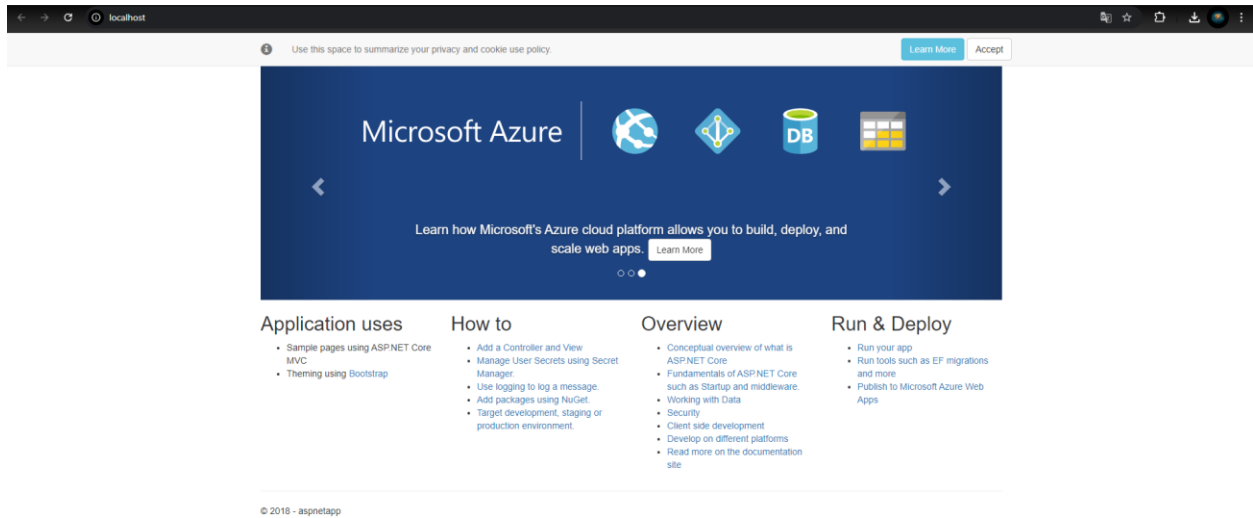 localhost
Use this space to summarize your privacy and cookie use policy.
Learn More
Accept
Microsoft Azure
DB
Learn how Microsoft's Azure cloud platform allows you to build, deploy, and
scale web apps. Learn More
Application uses
Sample pages using ASP.NET Core
MVC
Theming using Bootstrap
How to
Add a Controller and View
Manage User Secrets using Secret
Manager.
Use logging to log a message.
Add packages using NuGet.
Target development, staging or
production environment.
Overview
Conceptual overview of what is
ASP.NET Core
Fundamentals of ASP.NET Core
such as Startup and middleware.
Working with Data
Security
Client side development
Develop on different platforms
Read more on the documentation
site
Run & Deploy
Run your app
Run tools such as EF migrations
and more
Publish to Microsoft Azure Web
Apps
© 2018 - aspnetapp